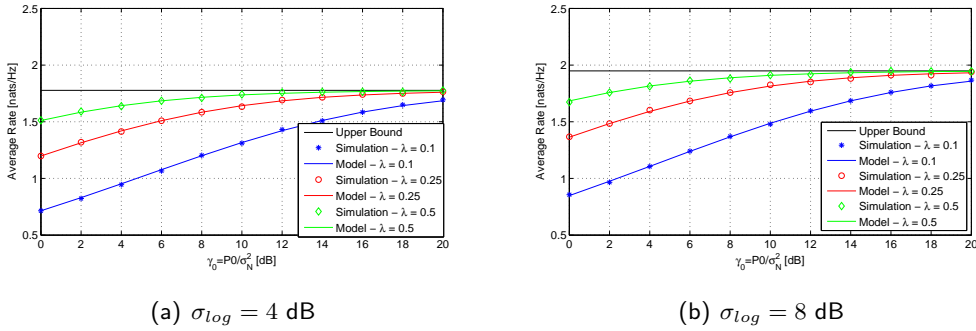 2.5
2
1.5
1
0.5
Average Rate [nats/Hz]
0 2 4 6 8 10 12 14 16 18 20
γ₀=P0/σ²_N [dB]
Upper Bound
Simulation − λ = 0.1
Model − λ = 0.1
Simulation − λ = 0.25
Model − λ = 0.25
Simulation − λ = 0.5
Model − λ = 0.5
(a) σ_log = 4 dB
2.5
2
1.5
1
0.5
Average Rate [nats/Hz]
0 2 4 6 8 10 12 14 16 18 20
γ₀=P0/σ²_N [dB]
Upper Bound
Simulation − λ = 0.1
Model − λ = 0.1
Simulation − λ = 0.25
Model − λ = 0.25
Simulation − λ = 0.5
Model − λ = 0.5
(b) σ_log = 8 dB